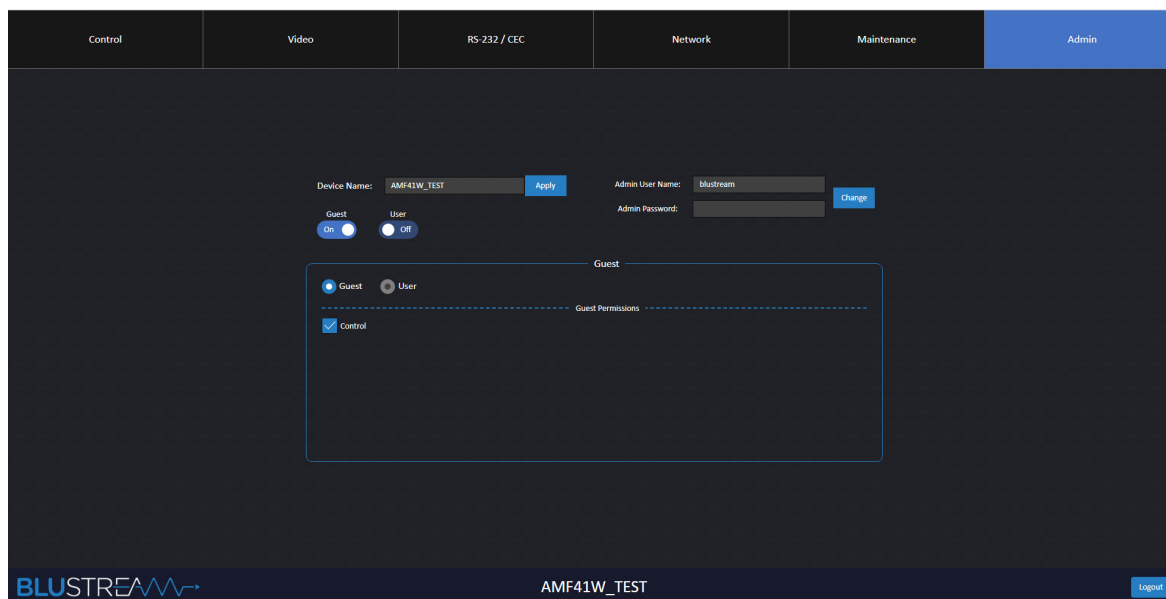 Control Video RS-232 / CEC Network Maintenance Admin
Device Name: AMF41W_TEST Apply Admin User Name: blustream
Change
Admin Password:
Guest User
On Off
Guest
Guest User
Guest Permissions
Control
BLUSTREAM AMF41W_TEST Logout